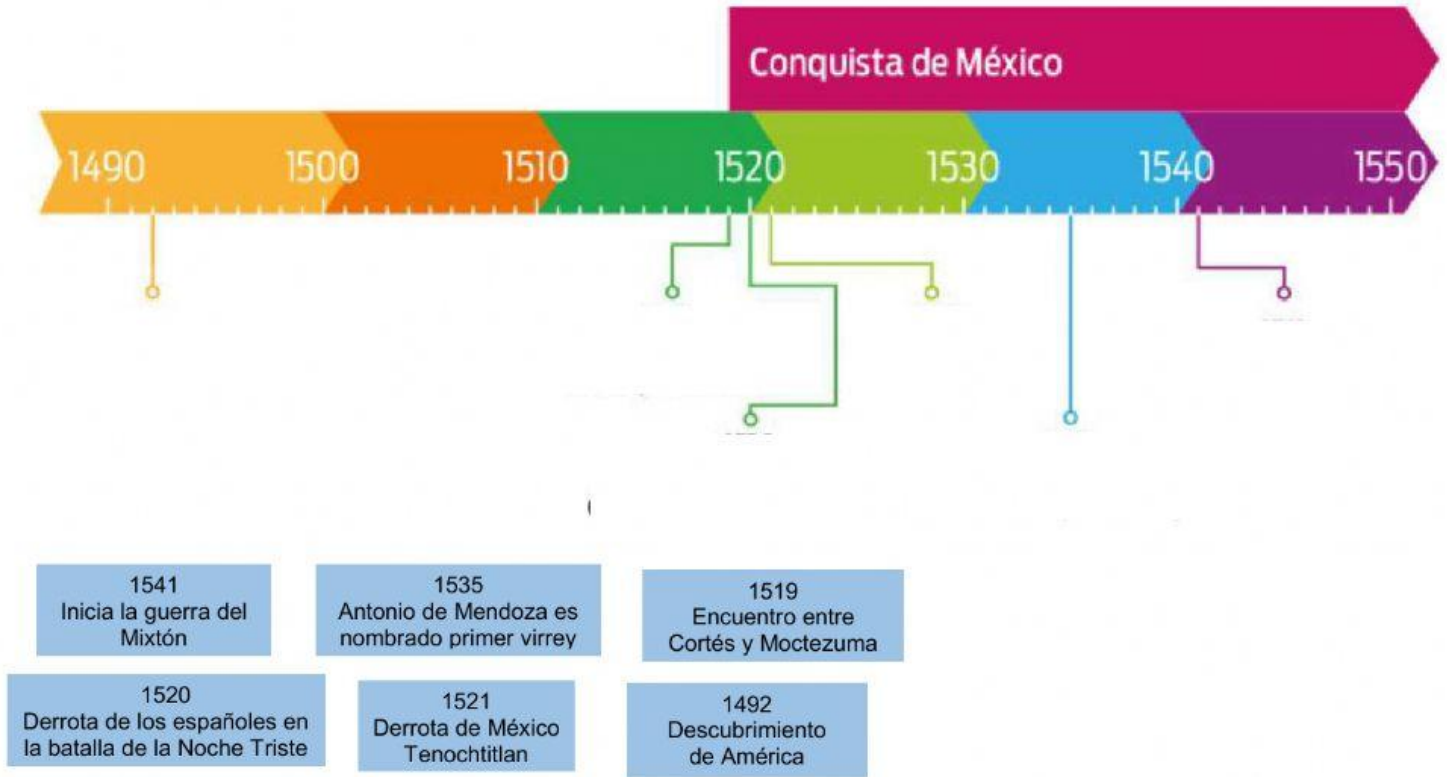 Conquista de México
1490 1500 1510 1520 1530 1540 1550
1541
Inicia la guerra del
Mixtón
1535
Antonio de Mendoza es
nombrado primer virrey
1519
Encuentro entre
Cortés y Moctezuma
1520
Derrota de los españoles en
la batalla de la Noche Triste
1521
Derrota de México
Tenochtitlan
1492
Descubrimiento
de América